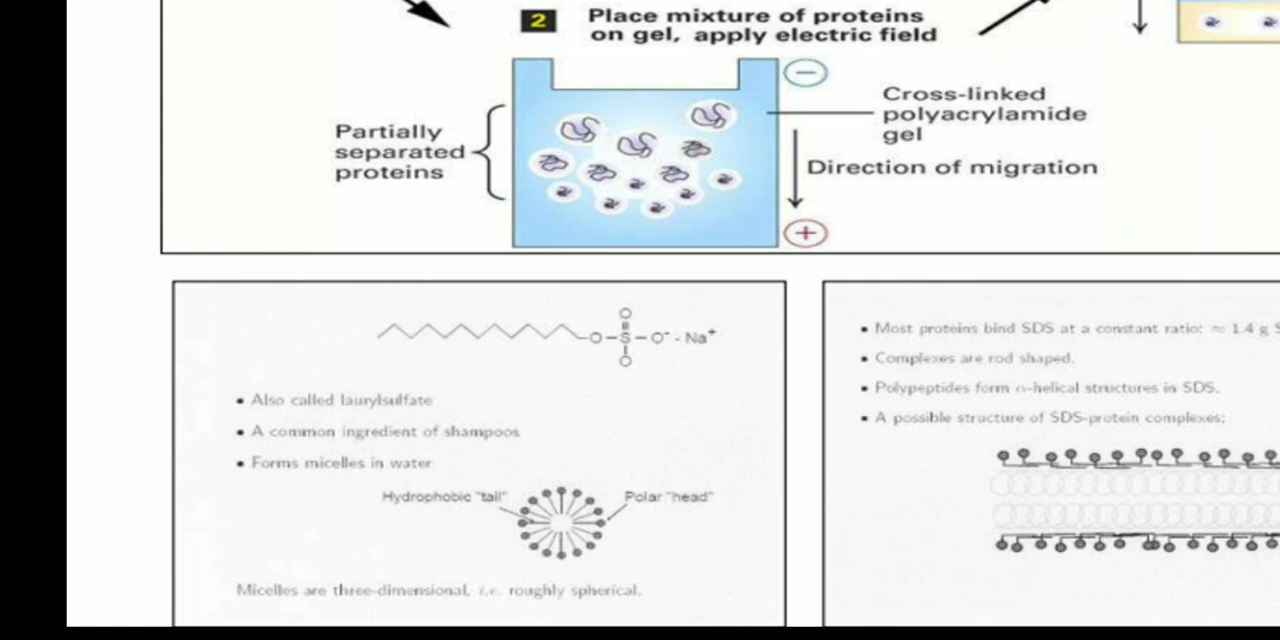 2 Place mixture of proteins
on gel, apply electric field
−
Cross-linked
polyacrylamide
gel
Partially
separated
proteins
Direction of migration
+
O
O – S – O⁻ - Na⁺
O
• Also called laurylsulfate
• A common ingredient of shampoos
• Forms micelles in water
Hydrophobic "tail"
Polar "head"
Micelles are three-dimensional, i.e. roughly spherical.
• Most proteins bind SDS at a constant ratio: ≈ 1.4 g S
• Complexes are rod shaped.
• Polypeptides form α-helical structures in SDS.
• A possible structure of SDS-protein complexes: